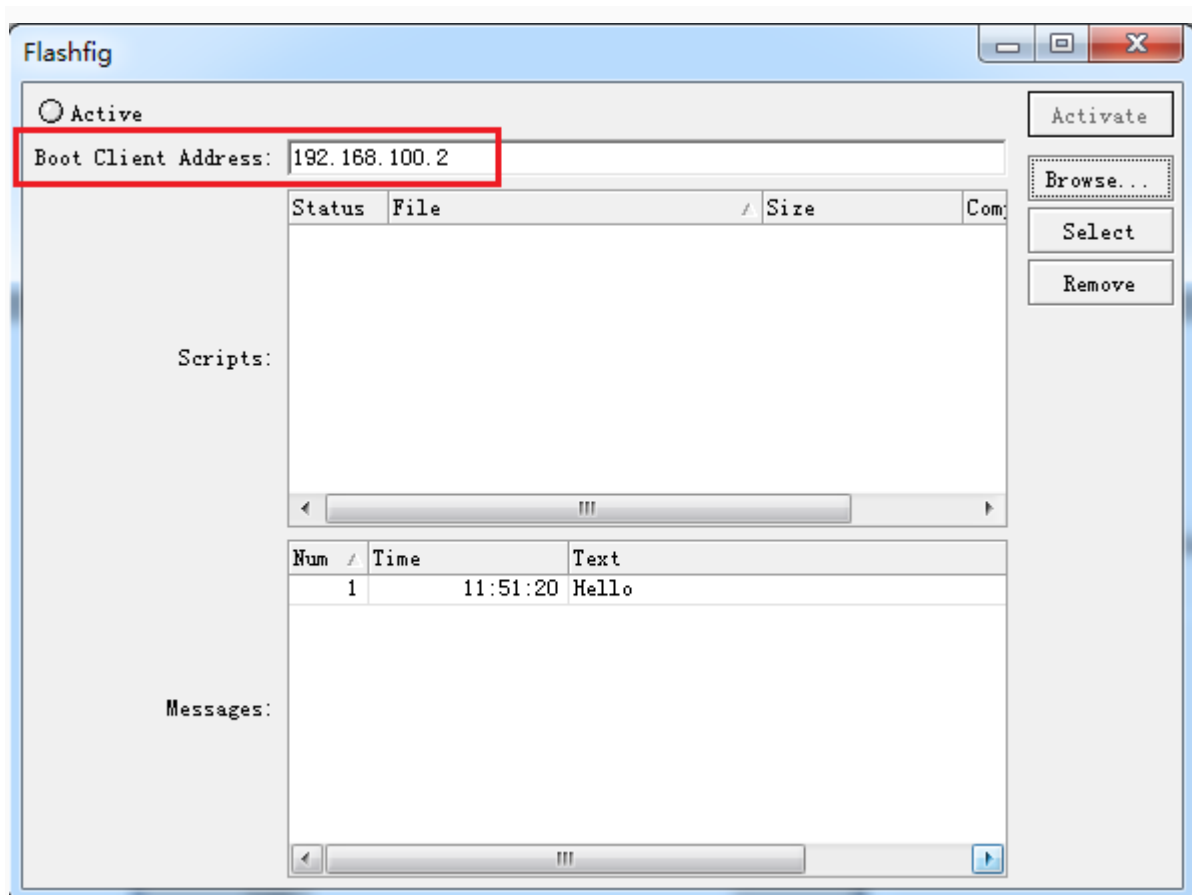 Flashfig
Active
Activate
Boot Client Address: 192.168.100.2
Browse...
Status File Size Com
Select
Remove
Scripts:
Num Time Text
1 11:51:20 Hello
Messages: